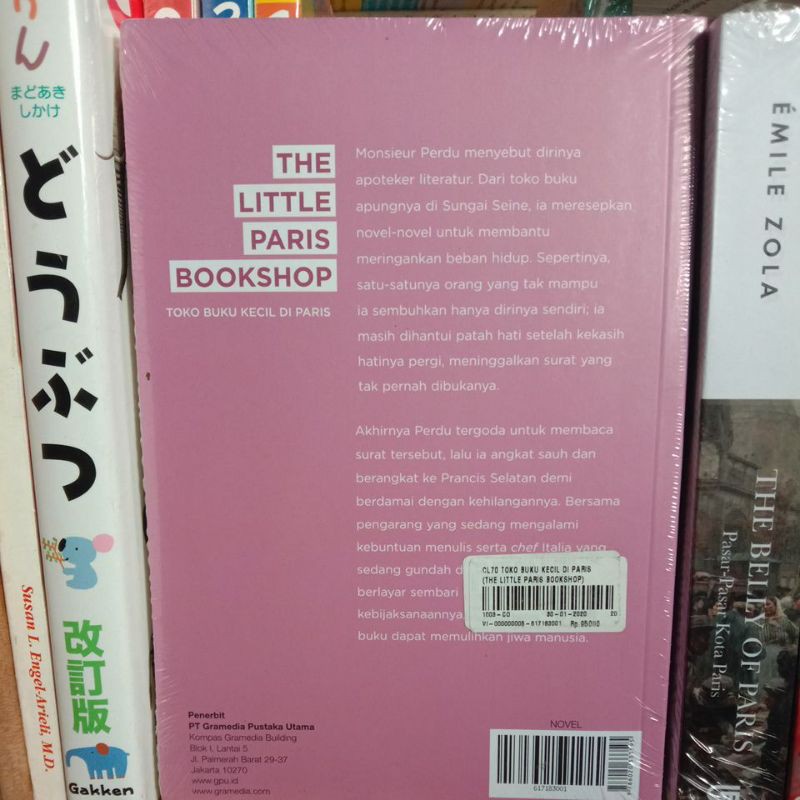 まどあき
しかけ
どうぶつ
改訂版
Gakken
Susan L. Engel-Arieli, M.D.
THE
LITTLE
PARIS
BOOKSHOP
TOKO BUKU KECIL DI PARIS
Monsieur Perdu menyebut dirinya
apoteker literatur. Dari toko buku
apungnya di Sungai Seine, ia meresepkan
novel-novel untuk membantu
meringankan beban hidup. Sepertinya,
satu-satunya orang yang tak mampu
ia sembuhkan hanya dirinya sendiri; ia
masih dihantui patah hati setelah kekasih
hatinya pergi, meninggalkan surat yang
tak pernah dibukanya.
Akhirnya Perdu tergoda untuk membaca
surat tersebut, lalu ia angkat sauh dan
berangkat ke Prancis Selatan demi
berdamai dengan kehilangannya. Bersama
pengarang yang sedang mengalami
kebuntuan menulis serta chef Italia yang
sedang gundah
berlayar sembari
kebijaksanaannya
buku dapat memulihkan jiwa manusia.
CL70 TOKO BUKU KECIL DI PARIS
(THE LITTLE PARIS BOOKSHOP)
30-01-2020 20
617183001 Rp.
Penerbit
PT Gramedia Pustaka Utama
Kompas Gramedia Building
Blok I, Lantai 5
Jl. Palmerah Barat 29-37
Jakarta 10270
www.gpu.id
www.gramedia.com
NOVEL
617183001
ÉMILE ZOLA
THE BELLY OF PARIS
Pasar-Pasar Kota Paris